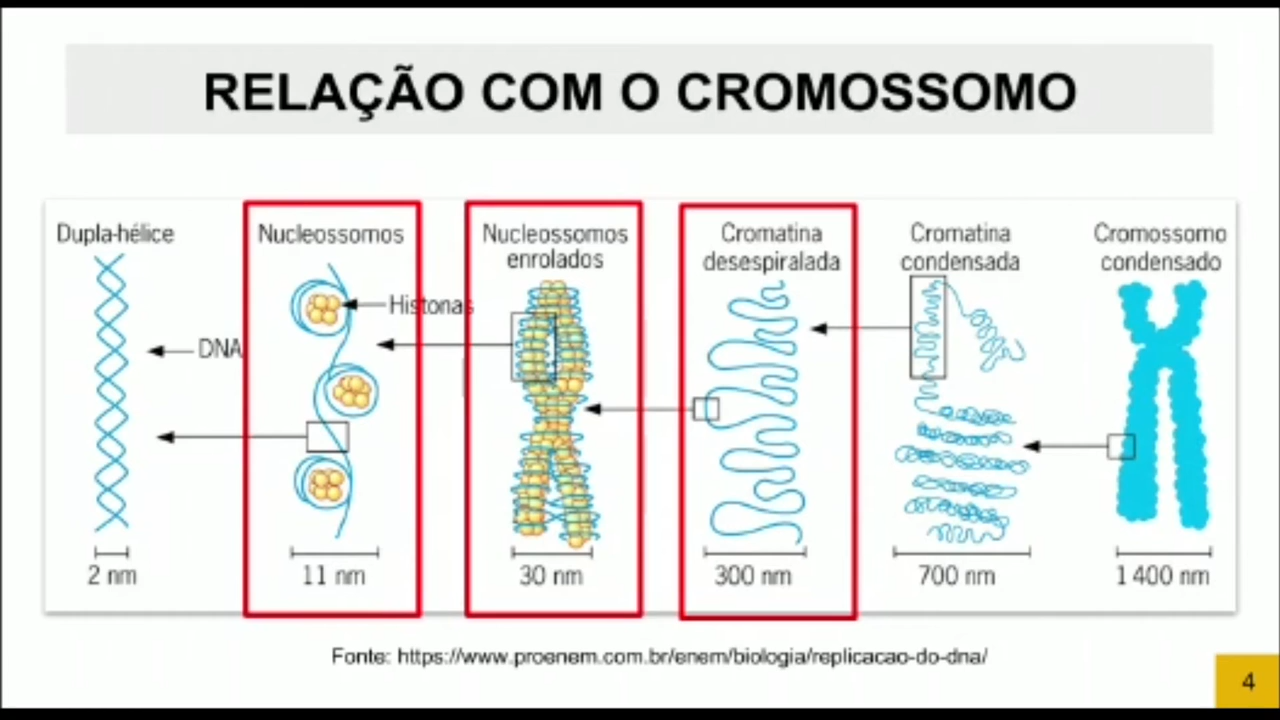 RELAÇÃO COM O CROMOSSOMO
Dupla-hélice
DNA
2 nm
Nucleossomos
Histonas
11 nm
Nucleossomos
enrolados
30 nm
Cromatina
desespiralada
300 nm
Cromatina
condensada
700 nm
Cromossomo
condensado
1 400 nm
Fonte: https://www.proenem.com.br/enem/biologia/replicacao-do-dna/
4